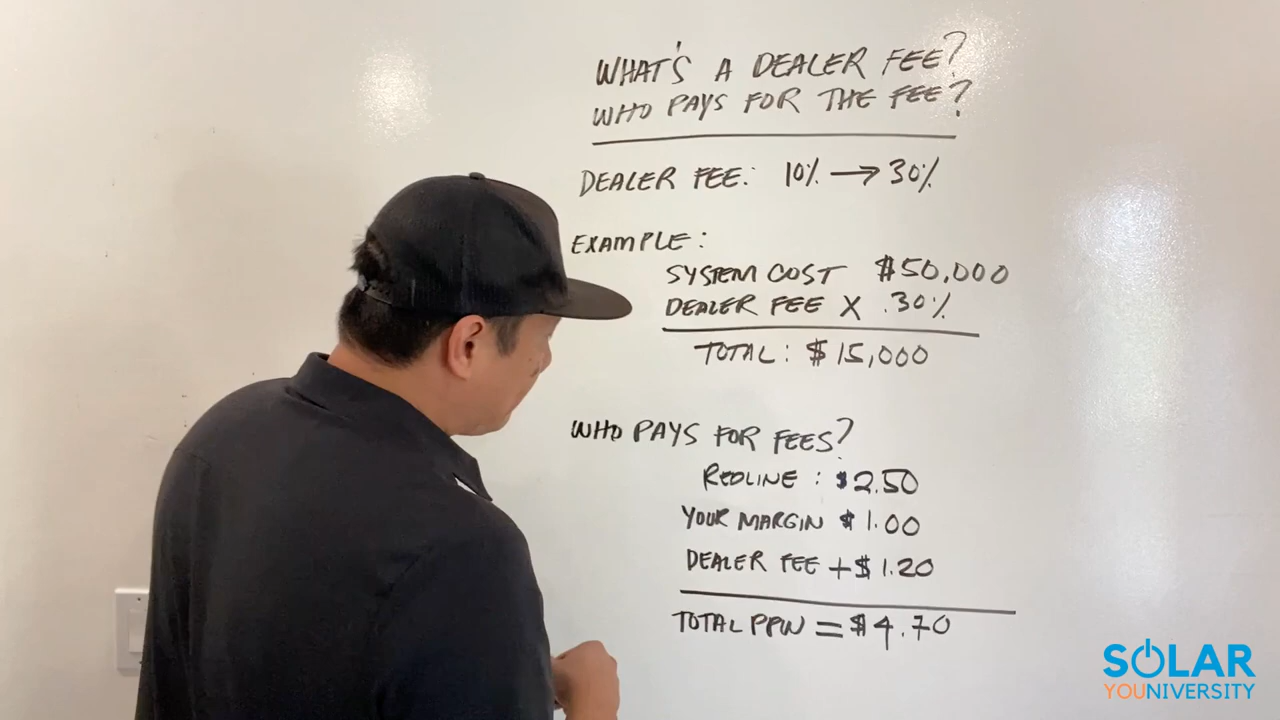 WHAT'S A DEALER FEE?
WHO PAYS FOR THE FEE?
DEALER FEE: 10% → 30%
EXAMPLE:
SYSTEM COST $50,000
DEALER FEE X .30%
TOTAL: $15,000
WHO PAYS FOR FEES?
REDLINE: $2.50
YOUR MARGIN $1.00
DEALER FEE +$1.20
TOTAL PPW = $4.70
SOLAR
YOUNIVERSITY